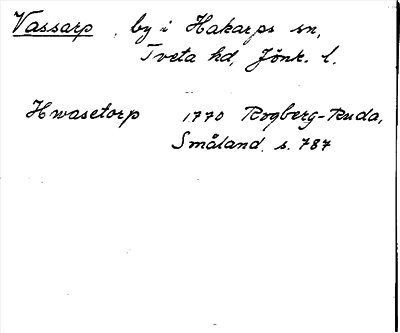 Vassarp, by i Hakarps sn,
Tveta hd, Jönk. l.
Hwasetorp 1770 Rogberg-Ruda,
Småland. s. 787